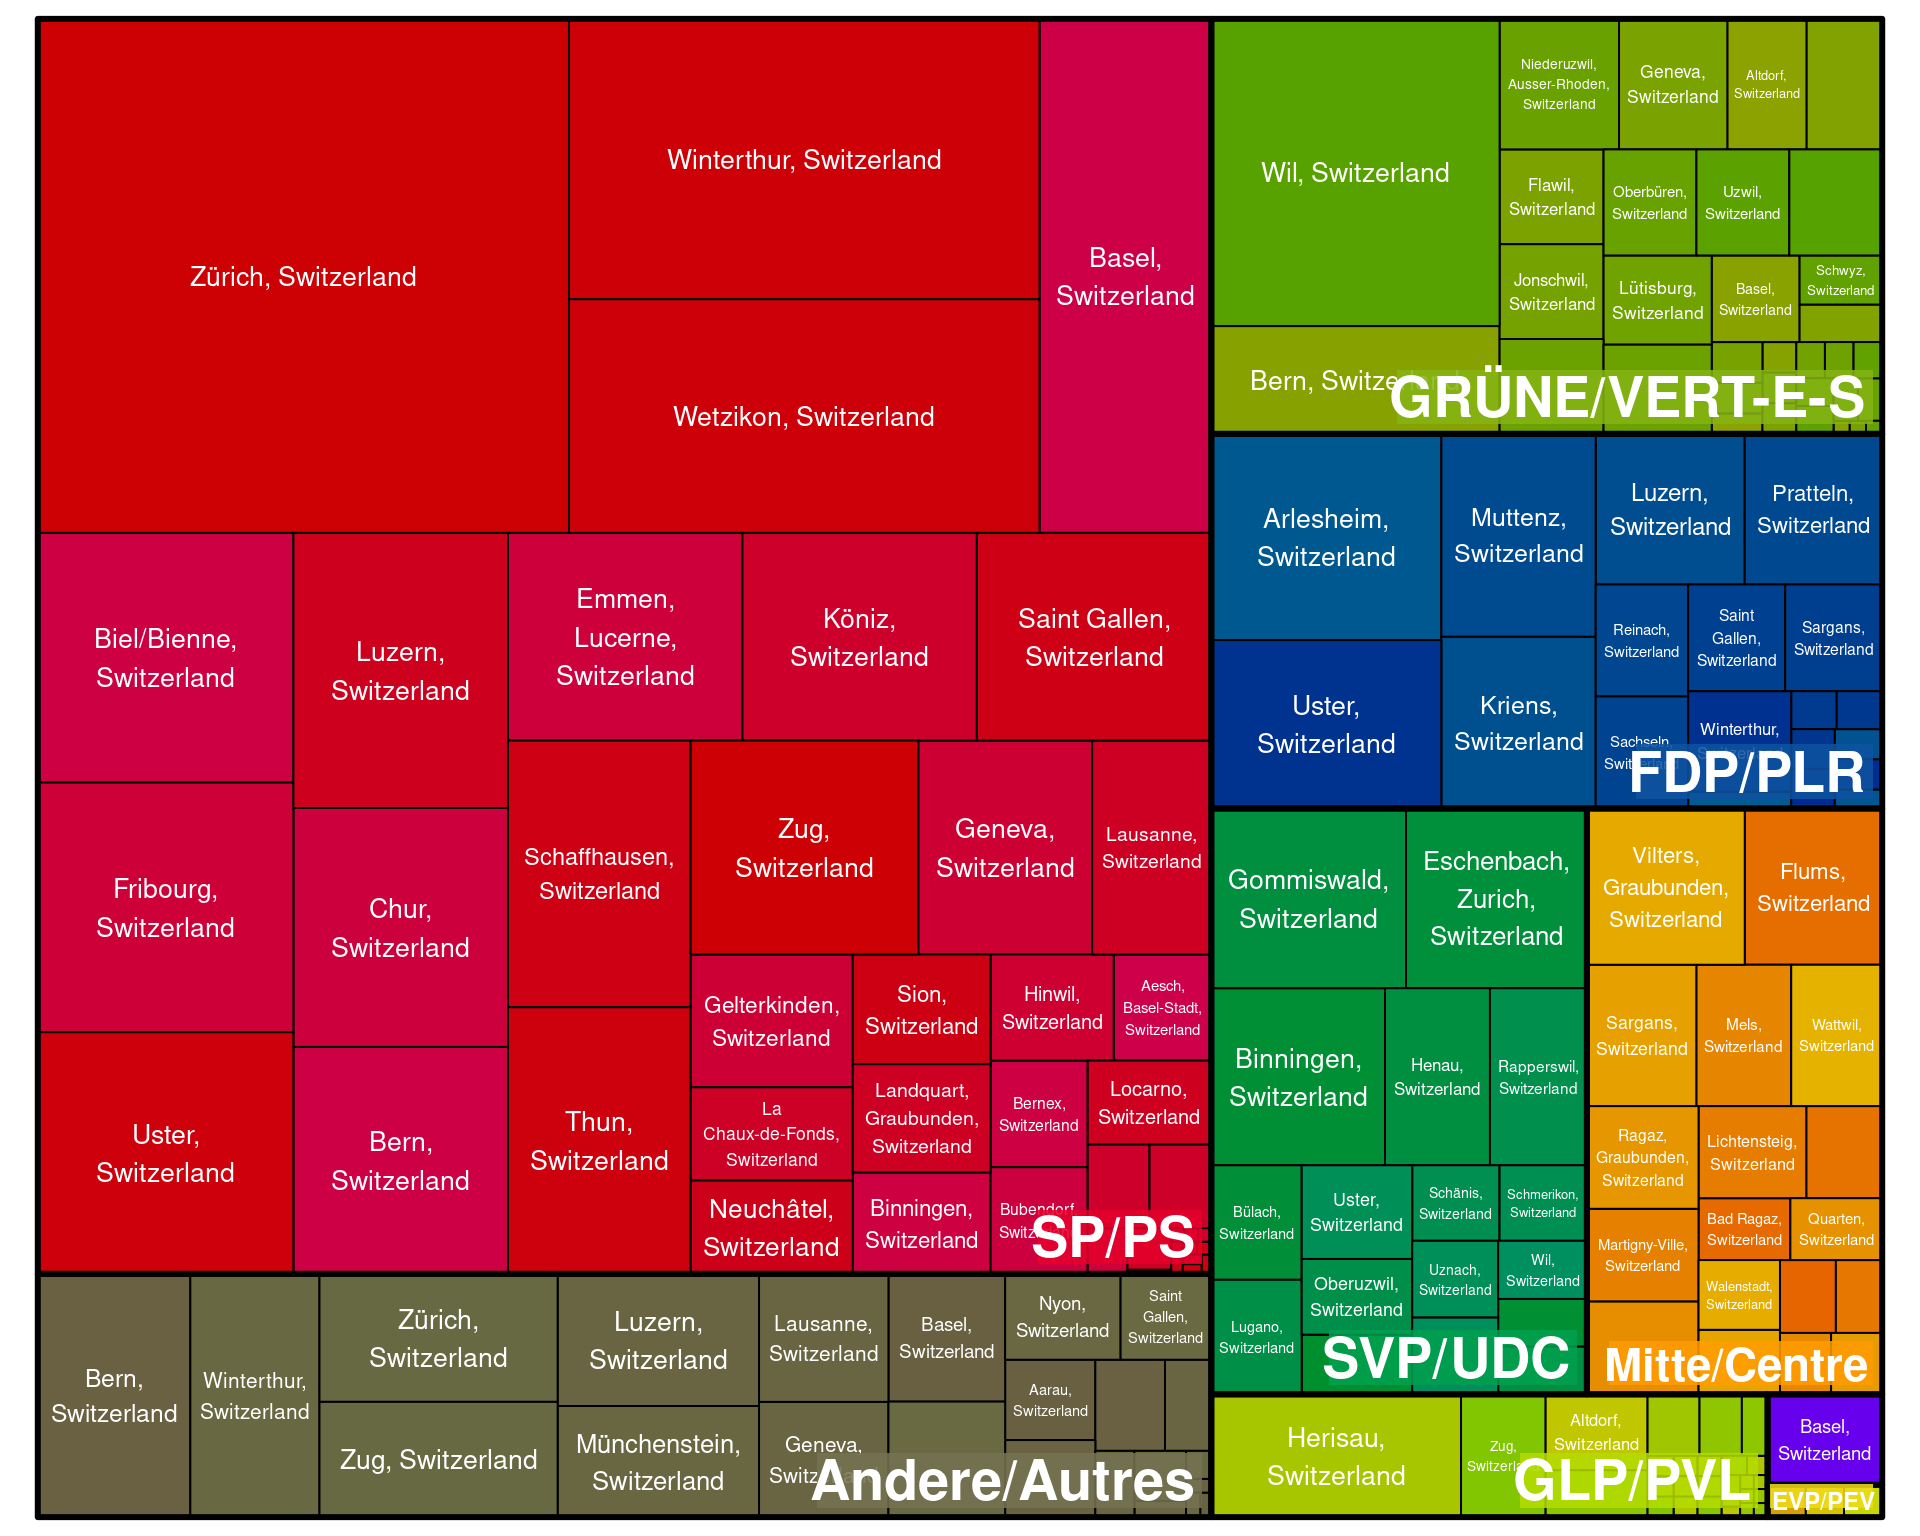 Zürich, Switzerland
Winterthur, Switzerland
Wetzikon, Switzerland
Basel,
Switzerland
Biel/Bienne,
Switzerland
Luzern,
Switzerland
Emmen,
Lucerne,
Switzerland
Köniz,
Switzerland
Saint Gallen,
Switzerland
Fribourg,
Switzerland
Chur,
Switzerland
Schaffhausen,
Switzerland
Zug,
Switzerland
Geneva,
Switzerland
Lausanne,
Switzerland
Uster,
Switzerland
Bern,
Switzerland
Thun,
Switzerland
Gelterkinden,
Switzerland
Sion,
Switzerland
Hinwil,
Switzerland
Aesch,
Basel-Stadt,
Switzerland
La
Chaux-de-Fonds,
Switzerland
Landquart,
Graubunden,
Switzerland
Bernex,
Switzerland
Locarno,
Switzerland
Neuchâtel,
Switzerland
Binningen,
Switzerland
Bubendorf,
SP/PS
Bern,
Switzerland
Winterthur,
Switzerland
Zürich,
Switzerland
Zug, Switzerland
Luzern,
Switzerland
Münchenstein,
Switzerland
Lausanne,
Switzerland
Geneva,
Basel,
Switzerland
Nyon,
Switzerland
Saint
Gallen,
Switzerland
Aarau,
Switzerland
Andere/Autres
Wil, Switzerland
Bern, Switzerland
Niederuzwil,
Ausser-Rhoden,
Switzerland
Geneva,
Switzerland
Altdorf,
Switzerland
Flawil,
Switzerland
Oberbüren,
Switzerland
Uzwil,
Switzerland
Jonschwil,
Switzerland
Lütisburg,
Switzerland
Basel,
Switzerland
Schwyz,
Switzerland
GRÜNE/VERT-E-S
Arlesheim,
Switzerland
Muttenz,
Switzerland
Luzern,
Switzerland
Pratteln,
Switzerland
Uster,
Switzerland
Kriens,
Switzerland
Reinach,
Switzerland
Saint
Gallen,
Switzerland
Sargans,
Switzerland
Sachseln,
Winterthur,
Switzerland
FDP/PLR
Gommiswald,
Switzerland
Eschenbach,
Zurich,
Switzerland
Binningen,
Switzerland
Henau,
Switzerland
Rapperswil,
Switzerland
Bülach,
Switzerland
Uster,
Switzerland
Schänis,
Switzerland
Schmerikon,
Switzerland
Lugano,
Switzerland
Oberuzwil,
Switzerland
Uznach,
Switzerland
Wil,
Switzerland
SVP/UDC
Vilters,
Graubunden,
Switzerland
Flums,
Switzerland
Sargans,
Switzerland
Mels,
Switzerland
Wattwil,
Switzerland
Ragaz,
Graubunden,
Switzerland
Lichtensteig,
Switzerland
Martigny-Ville,
Switzerland
Bad Ragaz,
Switzerland
Quarten,
Switzerland
Walenstadt,
Switzerland
Mitte/Centre
Herisau,
Switzerland
Zug,
Altdorf,
Switzerland
GLP/PVL
Basel,
Switzerland
EVP/PEV